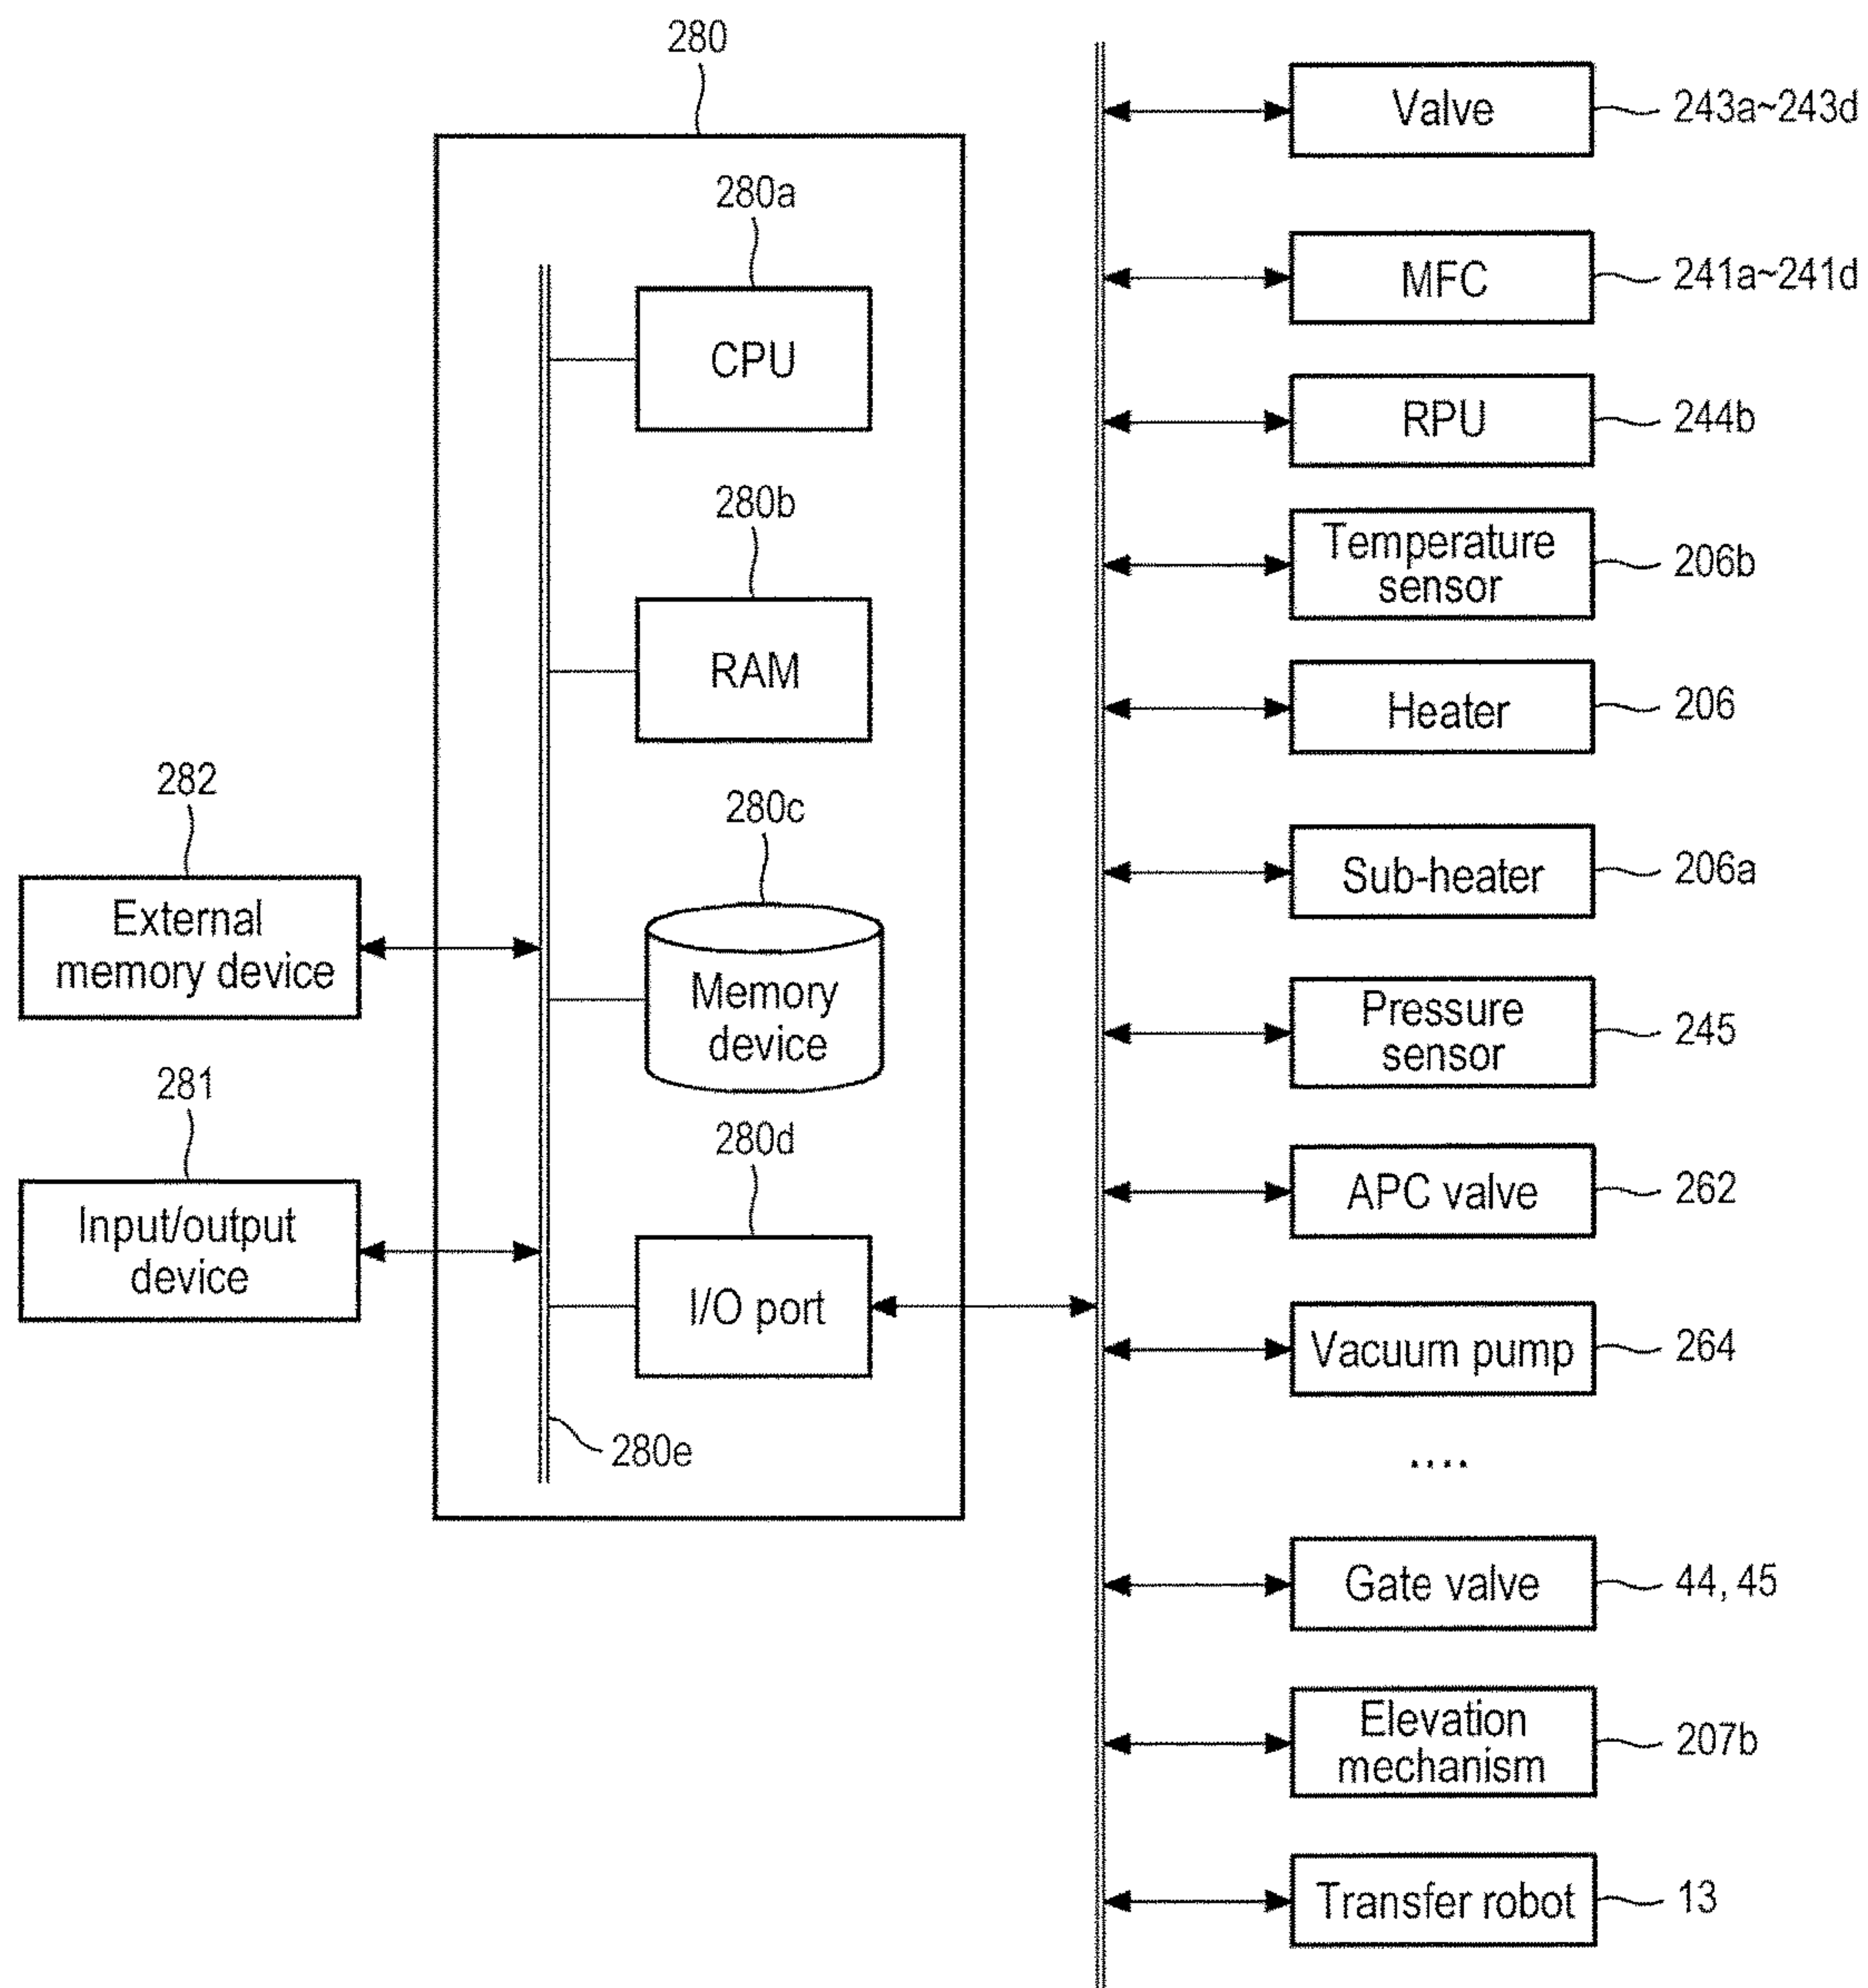 280
280a
CPU
280b
RAM
282
External
memory device
280c
Memory
device
281
Input/output
device
280d
I/O port
280e
Valve
243a~243d
MFC
241a~241d
RPU
244b
Temperature
sensor
206b
Heater
206
Sub-heater
206a
Pressure
sensor
245
APC valve
262
Vacuum pump
264
....
Gate valve
44, 45
Elevation
mechanism
207b
Transfer robot
13